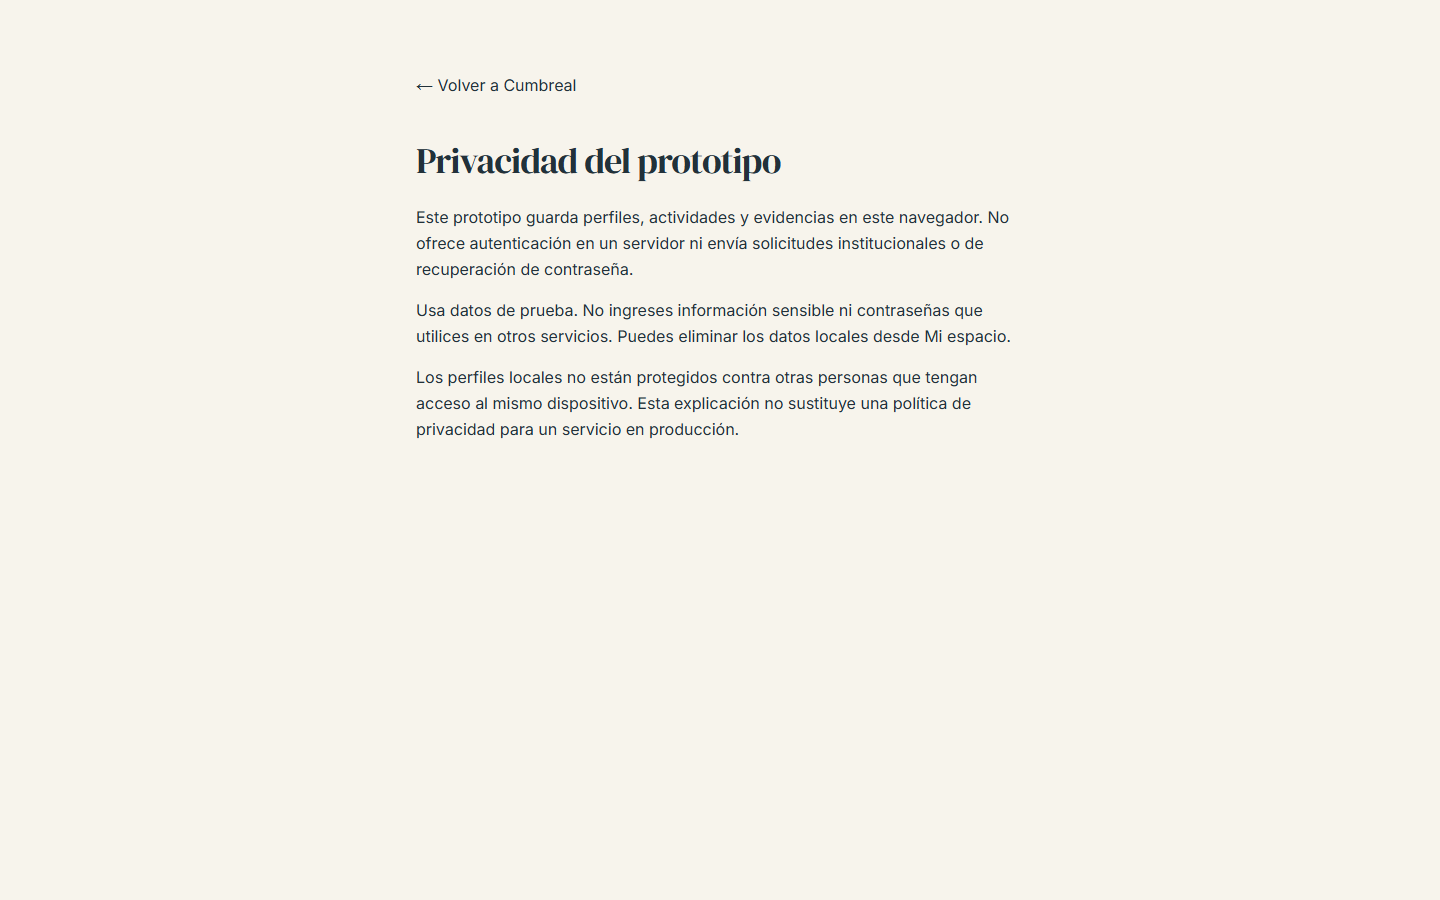 ← Volver a Cumbreal
Privacidad del prototipo
Este prototipo guarda perfiles, actividades y evidencias en este navegador. No
ofrece autenticación en un servidor ni envía solicitudes institucionales o de
recuperación de contraseña.
Usa datos de prueba. No ingreses información sensible ni contraseñas que
utilices en otros servicios. Puedes eliminar los datos locales desde Mi espacio.
Los perfiles locales no están protegidos contra otras personas que tengan
acceso al mismo dispositivo. Esta explicación no sustituye una política de
privacidad para un servicio en producción.